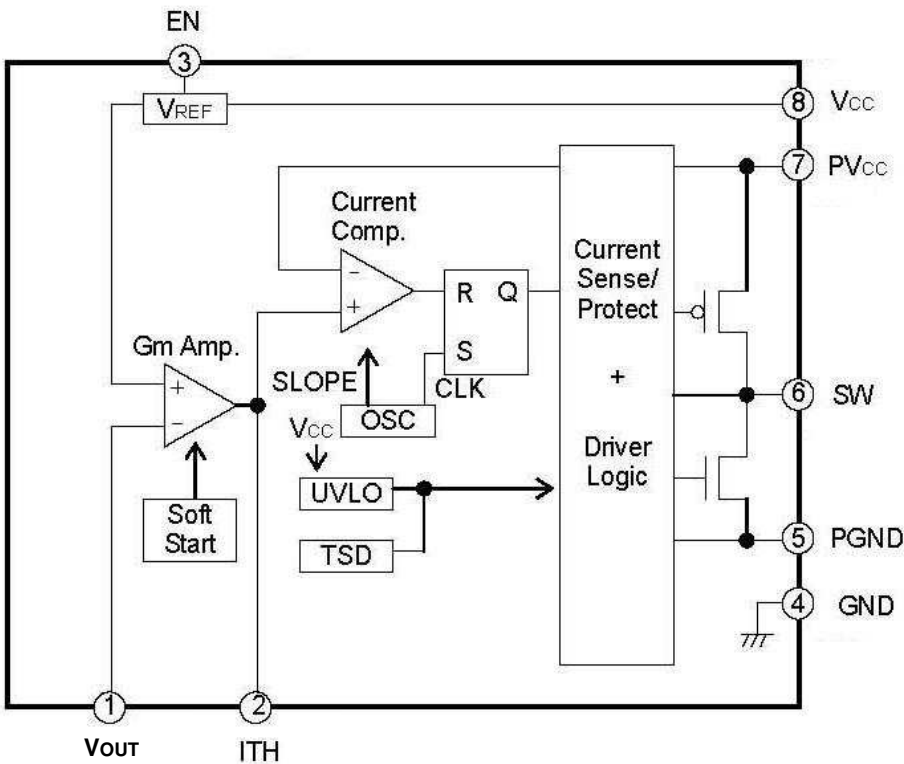 EN
3
VREF
8 VCC
7 PVCC
Current
Comp.
-
+
R Q
S
CLK
Current
Sense/
Protect
+
Driver
Logic
Gm Amp.
+
-
SLOPE
OSC
VCC
UVLO
TSD
Soft
Start
6 SW
5 PGND
4 GND
1
VOUT
2
ITH